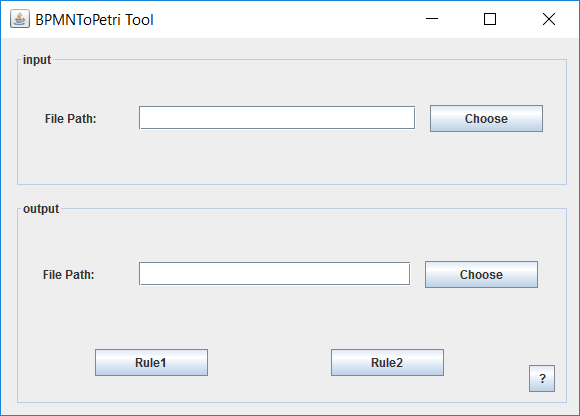 BPMNToPetri Tool
input
File Path:
Choose
output
File Path:
Choose
Rule1
Rule2
?